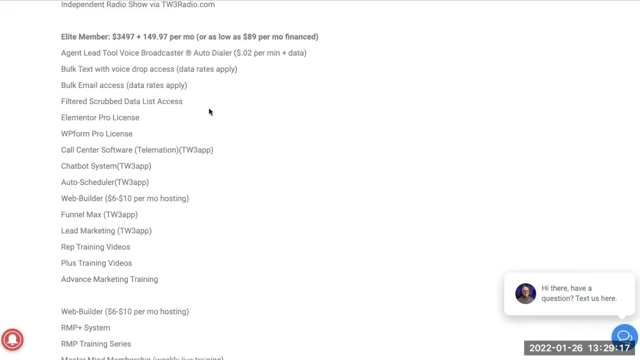 Independent Radio Show via TW3Radio.com
Elite Member: $3497 + 149.97 per mo (or as low as $89 per mo financed)
Agent Lead Tool Voice Broadcaster ® Auto Dialer ($.02 per min + data)
Bulk Text with voice drop access (data rates apply)
Bulk Email access (data rates apply)
Filtered Scrubbed Data List Access
Elementor Pro License
WPform Pro License
Call Center Software (Telemation)(TW3app)
Chatbot System(TW3app)
Auto-Scheduler(TW3app)
Web-Builder ($6-$10 per mo hosting)
Funnel Max (TW3app)
Lead Marketing (TW3app)
Rep Training Videos
Plus Training Videos
Advance Marketing Training
Hi there, have a
question? Text us here.
Web-Builder ($6-$10 per mo hosting)
RMP+ System
RMP Training Series
Master Mind Membership (weekly live training)
2022-01-26 13:29:17